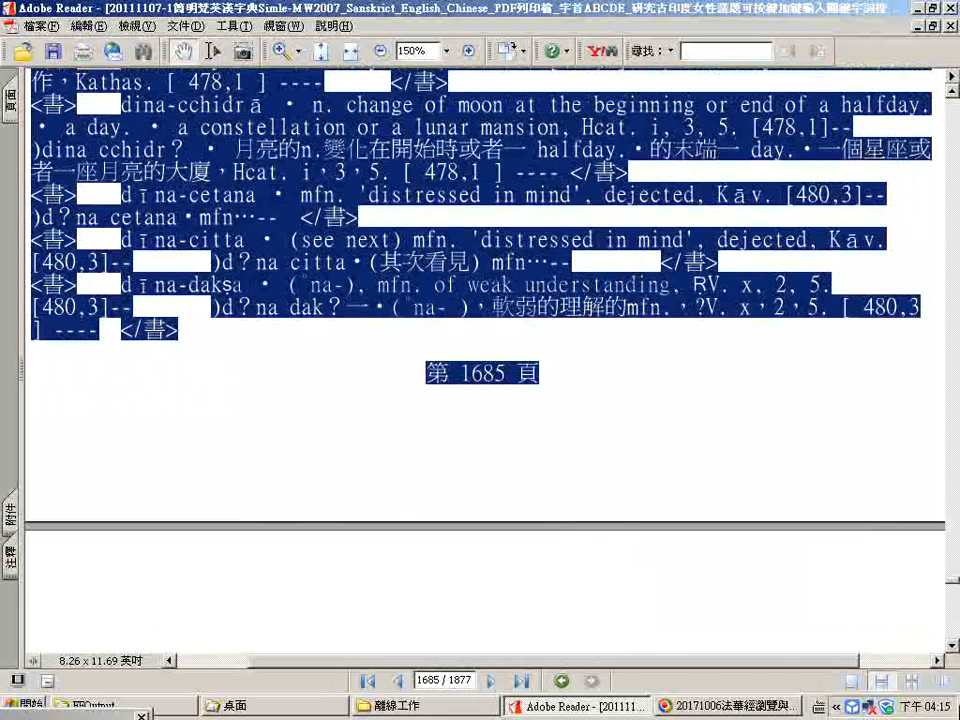 Adobe Reader - [20111107-1簡明梵英漢字典Simle-MW2007_Sanskrict_English_Chinese_PDF列印檔_字首ABCDE_研究古印度女性議題可按鍵加鍵輸入關鍵字詞搜
檔案(F) 編輯(E) 檢視(V) 文件(D) 工具(T) 視窗(W) 說明(H)
150% Y! 尋找:
頁面
作，Kathas. [ 478,1 ] ---- </書>
<書> dina-cchidrā ‧ n. change of moon at the beginning or end of a halfday.
‧ a day. ‧ a constellation or a lunar mansion, Hcat. i, 3, 5. [478,1]--
)dina cchidr? ‧ 月亮的n.變化在開始時或者一 halfday.‧的末端一 day.‧一個星座或
者一座月亮的大廈，Hcat. i，3，5. [ 478,1 ] ---- </書>
<書> dīna-cetana ‧ mfn. 'distressed in mind', dejected, Kāv. [480,3]--
)d?na cetana‧mfn…-- </書>
<書> dīna-citta ‧ (see next) mfn. 'distressed in mind', dejected, Kāv.
[480,3]-- )d?na citta‧(其次看見) mfn…-- </書>
<書> dīna-dakṣa ‧ (°na-), mfn. of weak understanding, ṚV. x, 2, 5.
[480,3]-- )d?na dak?一‧(°na- )，軟弱的理解的mfn.，?V. x，2，5. [ 480,3
] ---- </書>
第 1685 頁
附件
注釋
8.26 x 11.69 英吋
1685 / 1877
開始 FFOutput 桌面 離線工作 Adobe Reader - [201111... 20171006法華經瀏覽與... 下午 04:15